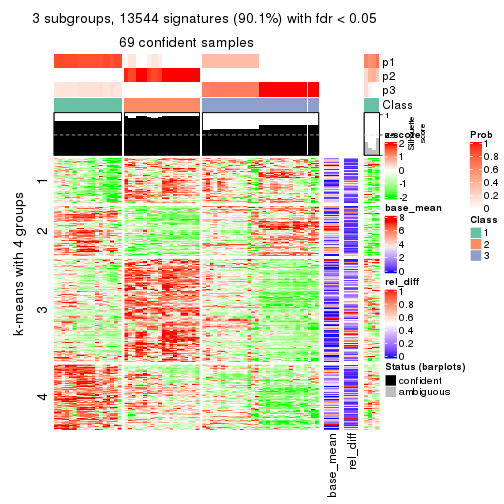 3 subgroups, 13544 signatures (90.1%) with fdr < 0.05
69 confident samples
p1
p2
p3
Class
1
Silhouette
score
k-means with 4 groups
1
2
3
4
base_mean
rel_diff
z-score
2
1
0
-1
-2
base_mean
8
6
4
2
0
rel_diff
1
0.8
0.6
0.4
0.2
0
Status (barplots)
confident
ambiguous
Prob
1
0.8
0.6
0.4
0.2
0
Class
1
2
3